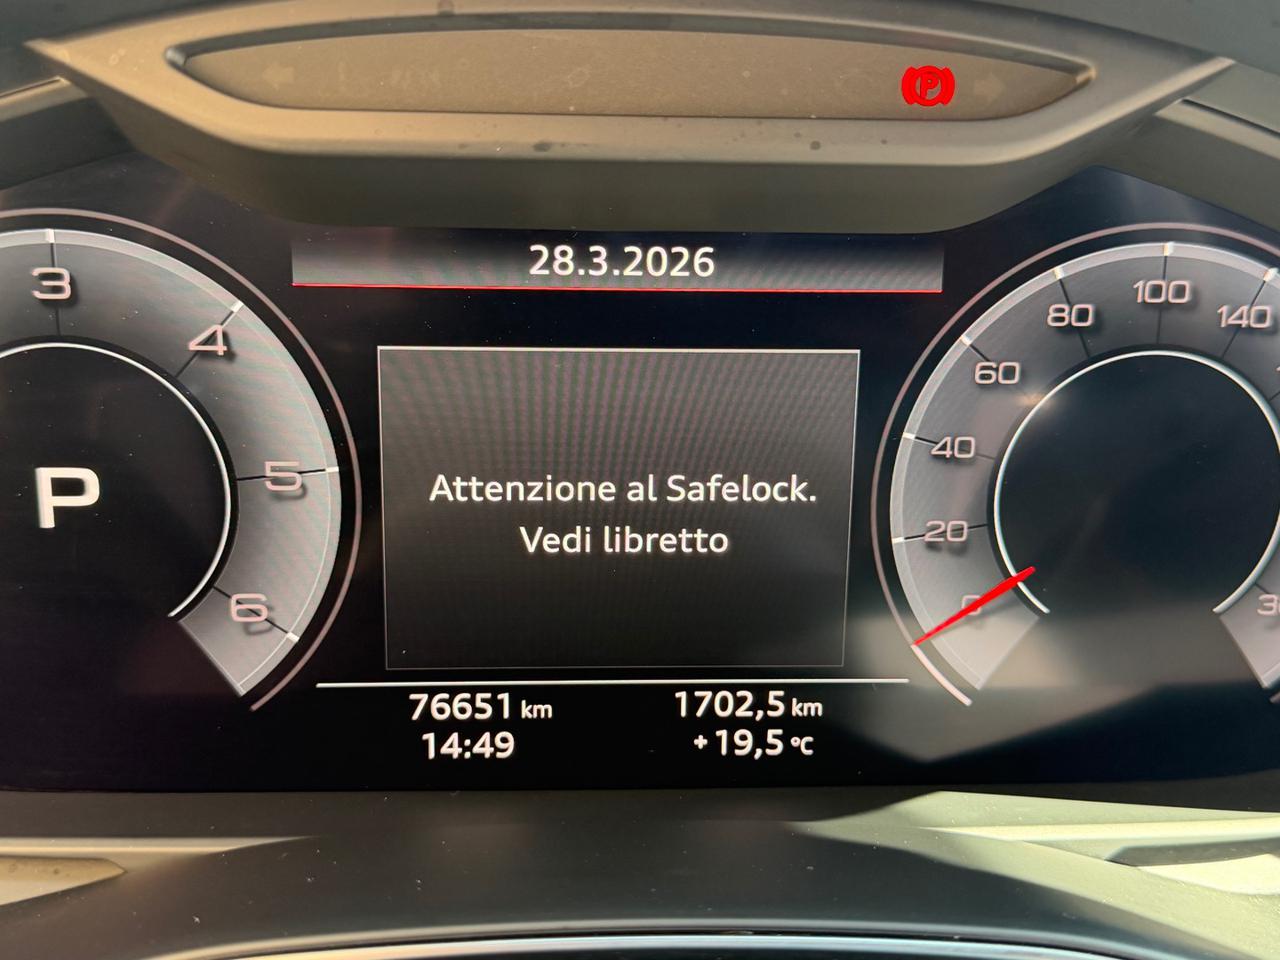 P
28.3.2026
3
4
5
6
P
Attenzione al Safelock.
Vedi libretto
0
20
40
60
80
100
140
76651 km
1702,5 km
14:49
+19,5 °C